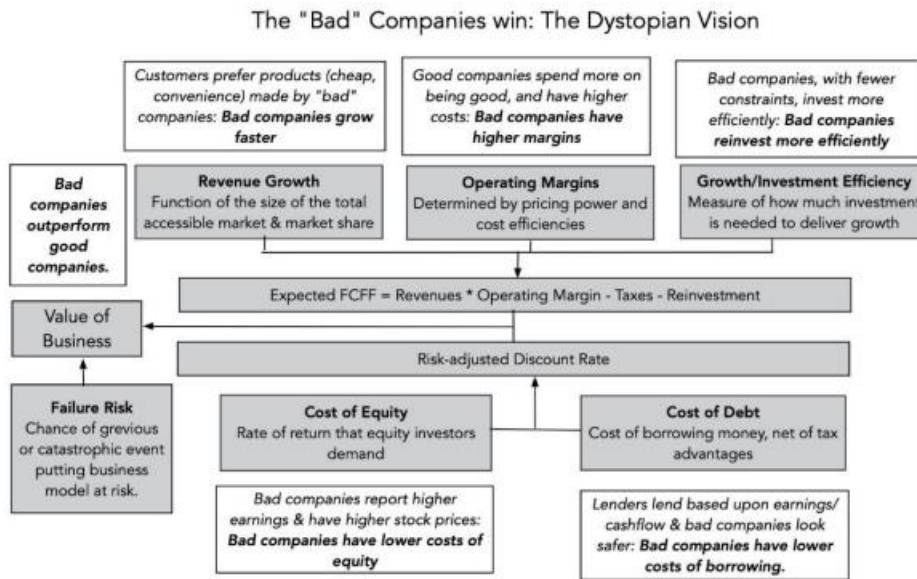 The "Bad" Companies win: The Dystopian Vision
Customers prefer products (cheap,
convenience) made by "bad"
companies: Bad companies grow
faster
Good companies spend more on
being good, and have higher
costs: Bad companies have
higher margins
Bad companies, with fewer
constraints, invest more
efficiently: Bad companies
reinvest more efficiently
Bad
companies
outperform
good
companies.
Revenue Growth
Function of the size of the total
accessible market & market share
Operating Margins
Determined by pricing power and
cost efficiencies
Growth/Investment Efficiency
Measure of how much investment
is needed to deliver growth
Expected FCFF = Revenues * Operating Margin - Taxes - Reinvestment
Value of
Business
Risk-adjusted Discount Rate
Failure Risk
Chance of grevious
or catastrophic event
putting business
model at risk.
Cost of Equity
Rate of return that equity investors
demand
Cost of Debt
Cost of borrowing money, net of tax
advantages
Bad companies report higher
earnings & have higher stock prices:
Bad companies have lower costs of
equity
Lenders lend based upon earnings/
cashflow & bad companies look
safer: Bad companies have lower
costs of borrowing.